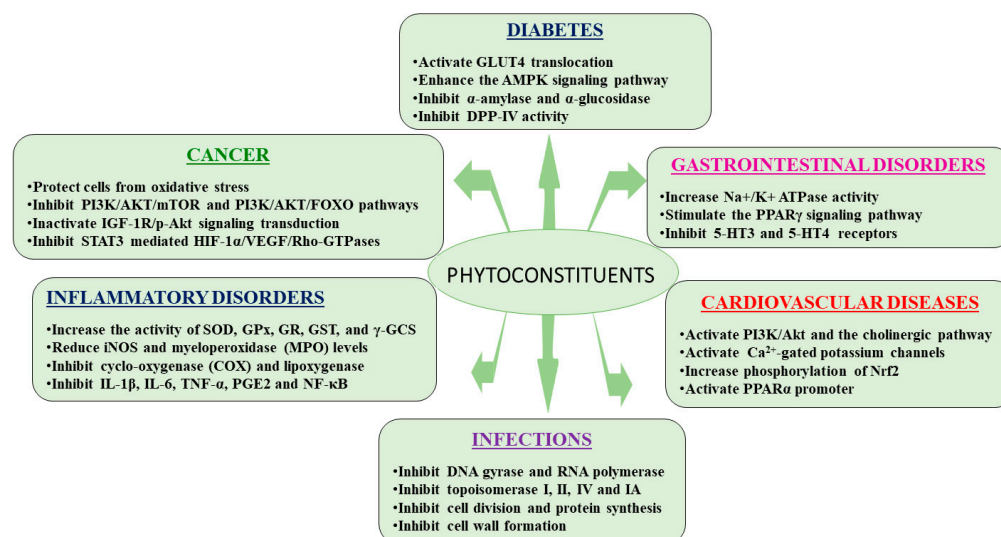 DIABETES
•Activate GLUT4 translocation
•Enhance the AMPK signaling pathway
•Inhibit α-amylase and α-glucosidase
•Inhibit DPP-IV activity
CANCER
•Protect cells from oxidative stress
•Inhibit PI3K/AKT/mTOR and PI3K/AKT/FOXO pathways
•Inactivate IGF-1R/p-Akt signaling transduction
•Inhibit STAT3 mediated HIF-1α/VEGF/Rho-GTPases
GASTROINTESTINAL DISORDERS
•Increase Na+/K+ ATPase activity
•Stimulate the PPARγ signaling pathway
•Inhibit 5-HT3 and 5-HT4 receptors
PHYTOCONSTITUENTS
INFLAMMATORY DISORDERS
•Increase the activity of SOD, GPx, GR, GST, and γ-GCS
•Reduce iNOS and myeloperoxidase (MPO) levels
•Inhibit cyclo-oxygenase (COX) and lipoxygenase
•Inhibit IL-1β, IL-6, TNF-α, PGE2 and NF-κB
CARDIOVASCULAR DISEASES
•Activate PI3K/Akt and the cholinergic pathway
•Activate Ca²⁺-gated potassium channels
•Increase phosphorylation of Nrf2
•Activate PPARα promoter
INFECTIONS
•Inhibit DNA gyrase and RNA polymerase
•Inhibit topoisomerase I, II, IV and IA
•Inhibit cell division and protein synthesis
•Inhibit cell wall formation